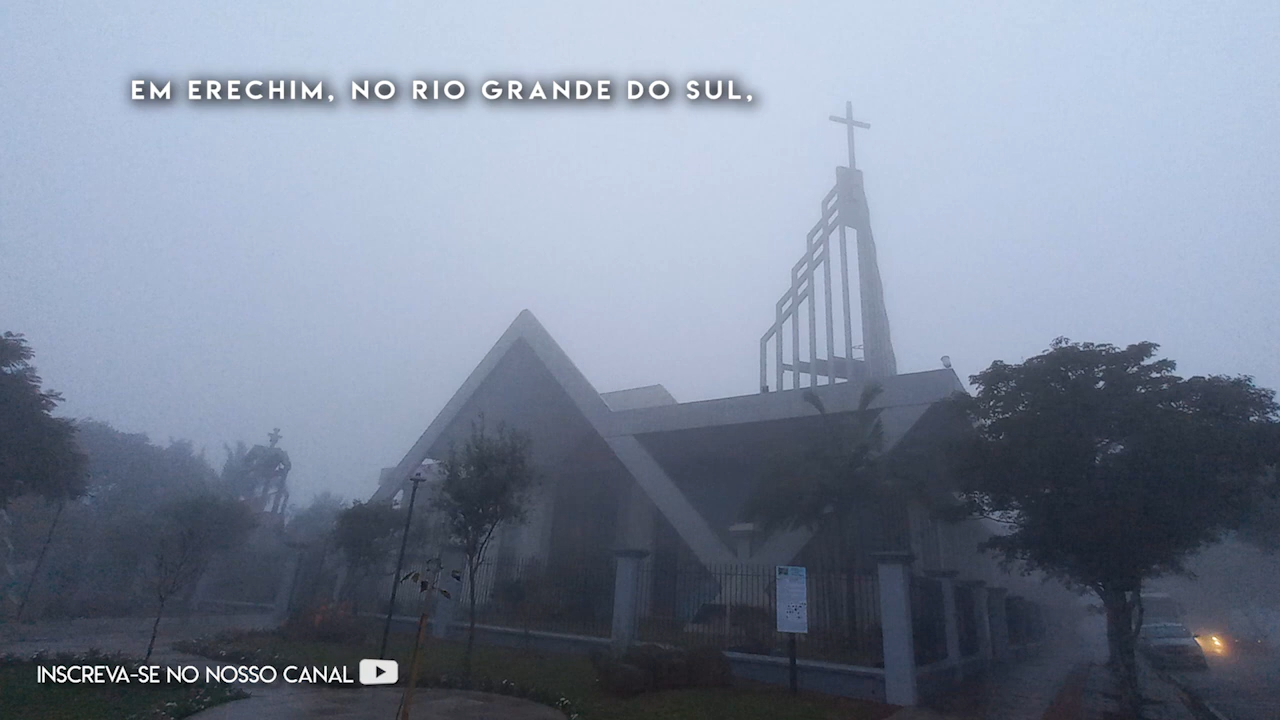 EM ERECHIM, NO RIO GRANDE DO SUL,
INSCREVA-SE NO NOSSO CANAL